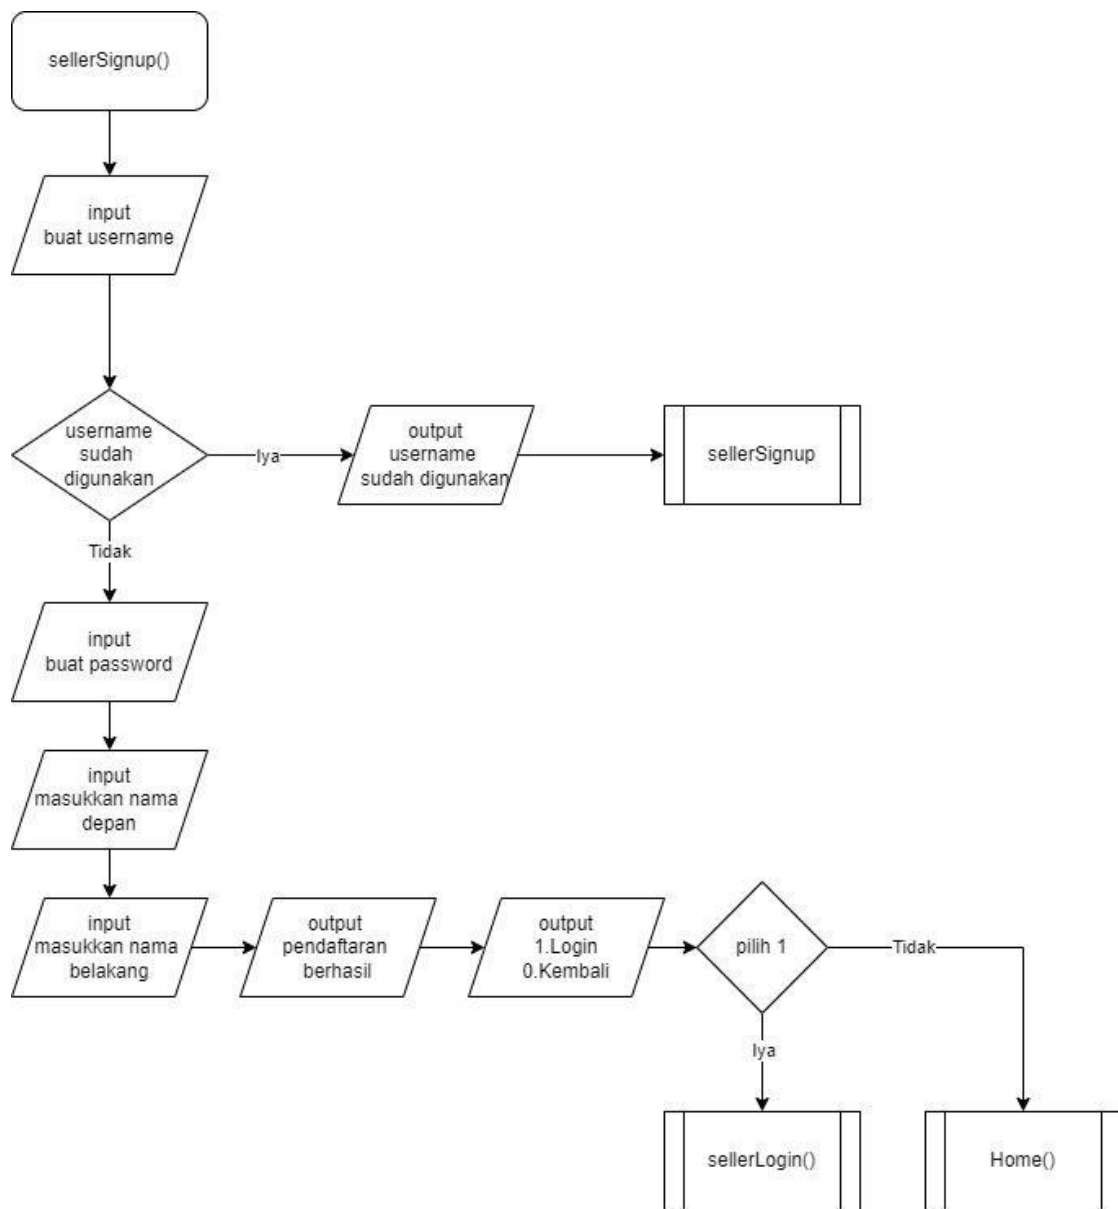 sellerSignup()
input
buat username
username
sudah
digunakan
Iya
output
username
sudah digunakan
sellerSignup
Tidak
input
buat password
input
masukkan nama
depan
input
masukkan nama
belakang
output
pendaftaran
berhasil
output
1.Login
0.Kembali
pilih 1
Tidak
Iya
sellerLogin()
Home()